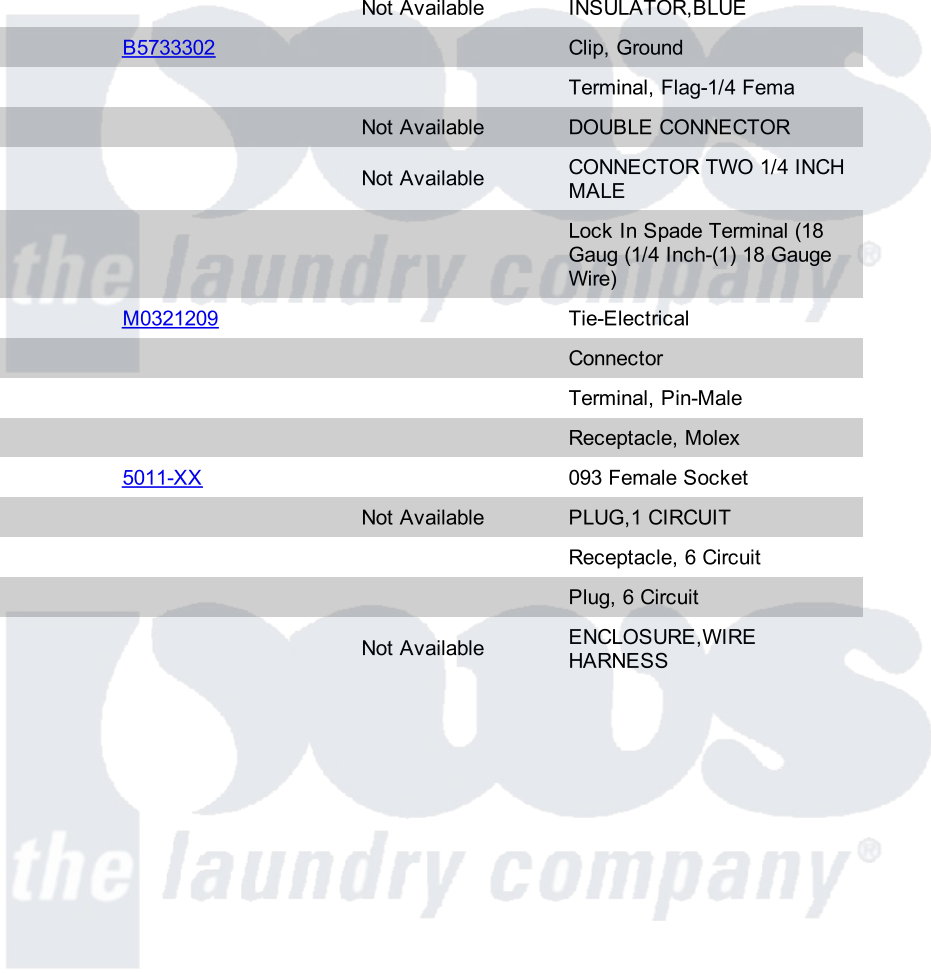 Not Available INSULATOR,BLUE
B5733302 Clip, Ground
Terminal, Flag-1/4 Fema
Not Available DOUBLE CONNECTOR
Not Available CONNECTOR TWO 1/4 INCH
MALE
Lock In Spade Terminal (18
Gaug (1/4 Inch-(1) 18 Gauge
Wire)
the laundry company®
M0321209 Tie-Electrical
Connector
Terminal, Pin-Male
Receptacle, Molex
5011-XX 093 Female Socket
Not Available PLUG,1 CIRCUIT
Receptacle, 6 Circuit
Plug, 6 Circuit
Not Available ENCLOSURE,WIRE
HARNESS
pws
the laundry company®